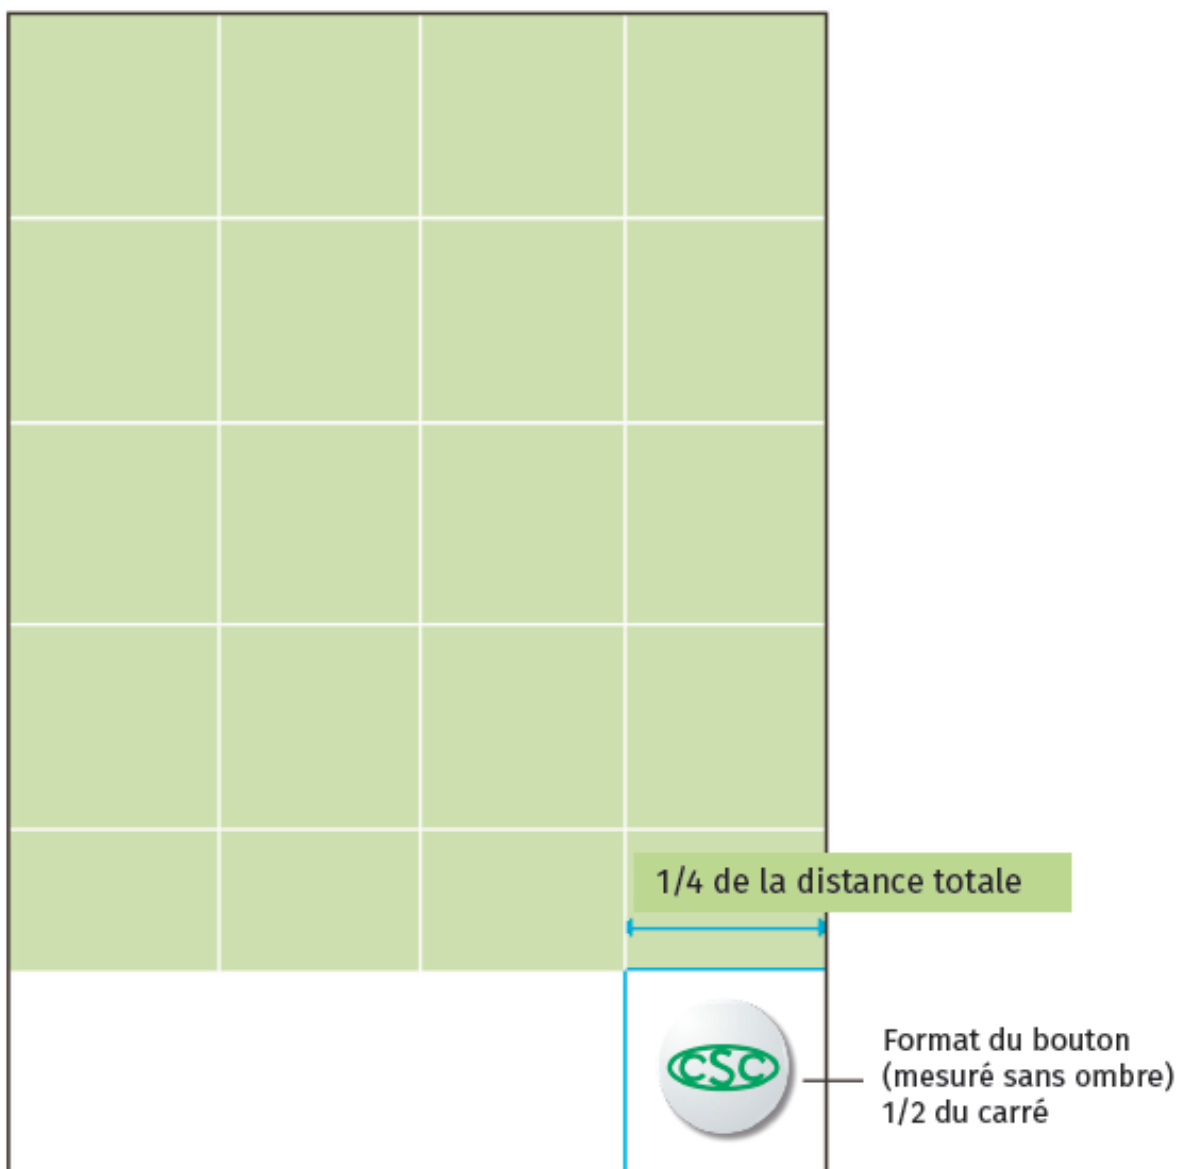 1/4 de la distance totale
CSC
Format du bouton
(mesuré sans ombre)
1/2 du carré